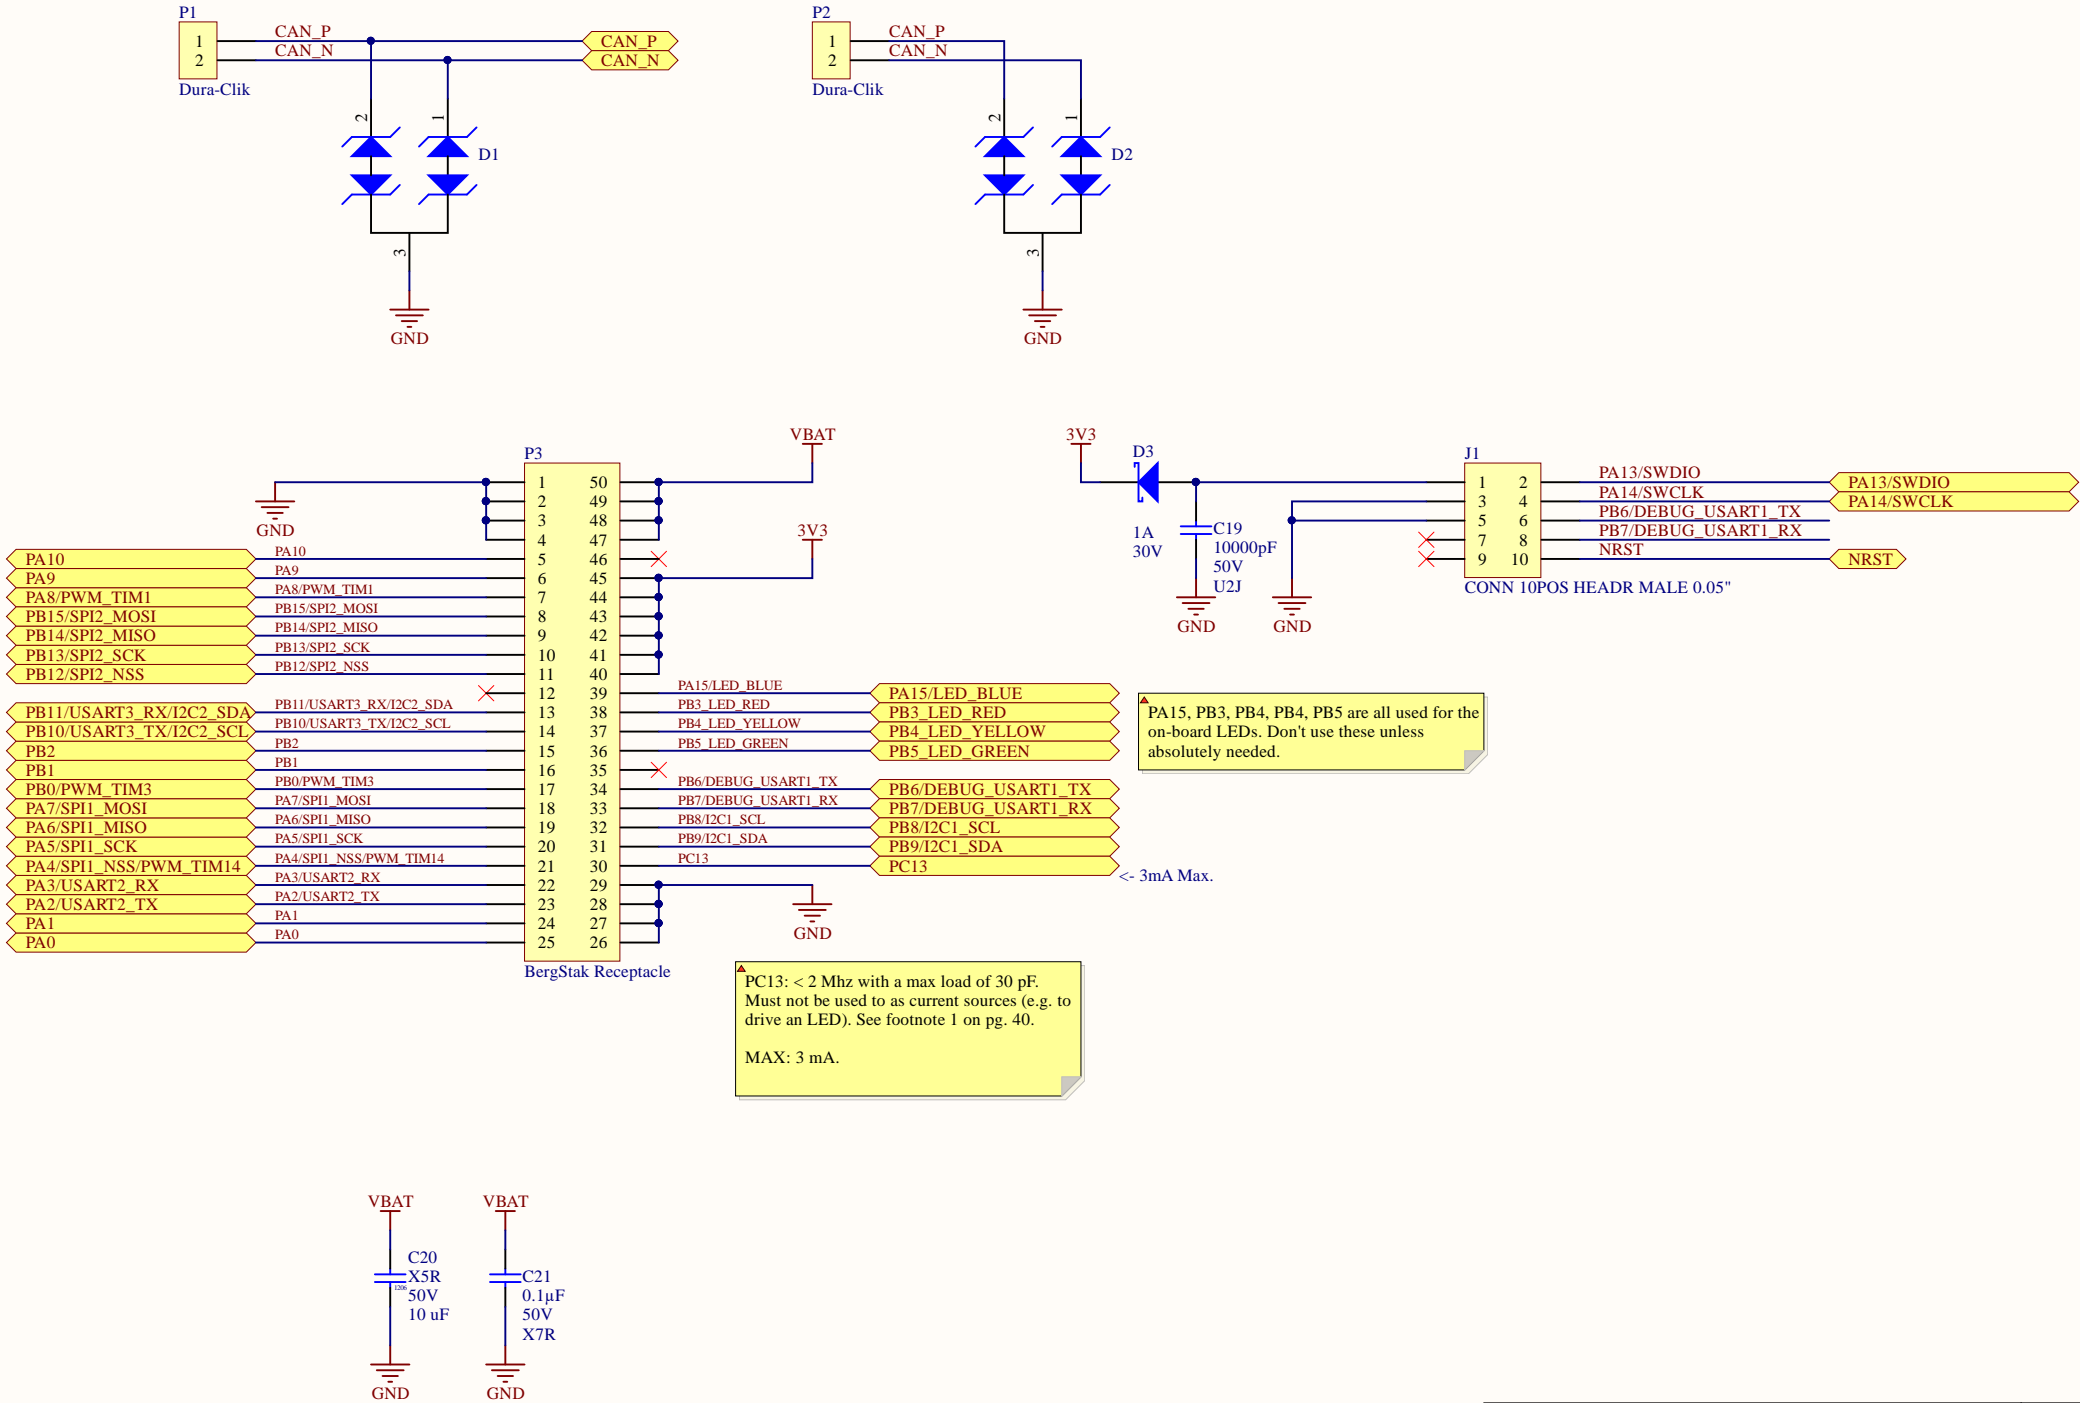 P1
1
2
CAN_P
CAN_N
CAN_P
CAN_N
Dura-Clik
2
1
D1
3
GND
P2
1
2
CAN_P
CAN_N
Dura-Clik
2
1
D2
3
GND
P3
VBAT
GND
3V3
1 50
2 49
3 48
4 47
PA10 PA10 5 46
PA9 PA9 6 45
PA8/PWM_TIM1 PA8/PWM_TIM1 7 44
PB15/SPI2_MOSI PB15/SPI2_MOSI 8 43
PB14/SPI2_MISO PB14/SPI2_MISO 9 42
PB13/SPI2_SCK PB13/SPI2_SCK 10 41
PB12/SPI2_NSS PB12/SPI2_NSS 11 40
12 39 PA15/LED_BLUE PA15/LED_BLUE
PB11/USART3_RX/I2C2_SDA PB11/USART3_RX/I2C2_SDA 13 38 PB3_LED_RED PB3_LED_RED
PB10/USART3_TX/I2C2_SCL PB10/USART3_TX/I2C2_SCL 14 37 PB4_LED_YELLOW PB4_LED_YELLOW
PB2 PB2 15 36 PB5_LED_GREEN PB5_LED_GREEN
PB1 PB1 16 35
PB0/PWM_TIM3 PB0/PWM_TIM3 17 34 PB6/DEBUG_USART1_TX PB6/DEBUG_USART1_TX
PA7/SPI1_MOSI PA7/SPI1_MOSI 18 33 PB7/DEBUG_USART1_RX PB7/DEBUG_USART1_RX
PA6/SPI1_MISO PA6/SPI1_MISO 19 32 PB8/I2C1_SCL PB8/I2C1_SCL
PA5/SPI1_SCK PA5/SPI1_SCK 20 31 PB9/I2C1_SDA PB9/I2C1_SDA
PA4/SPI1_NSS/PWM_TIM14 PA4/SPI1_NSS/PWM_TIM14 21 30 PC13 PC13
<- 3mA Max.
PA3/USART2_RX PA3/USART2_RX 22 29
PA2/USART2_TX PA2/USART2_TX 23 28
PA1 PA1 24 27
PA0 PA0 25 26
GND
BergStak Receptacle
3V3
D3
1A
30V
C19
10000pF
50V
U2J
GND
GND
J1
1 2 PA13/SWDIO PA13/SWDIO
3 4 PA14/SWCLK PA14/SWCLK
5 6 PB6/DEBUG_USART1_TX
7 8 PB7/DEBUG_USART1_RX
9 10 NRST NRST
CONN 10POS HEADR MALE 0.05"
PA15, PB3, PB4, PB4, PB5 are all used for the
on-board LEDs. Don't use these unless
absolutely needed.
PC13: < 2 Mhz with a max load of 30 pF.
Must not be used to as current sources (e.g. to
drive an LED). See footnote 1 on pg. 40.
MAX: 3 mA.
VBAT
C20
X5R
1206
50V
10 uF
GND
VBAT
C21
0.1µF
50V
X7R
GND